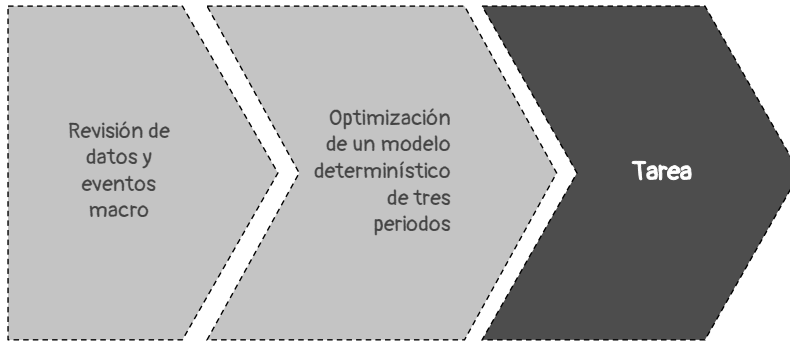 Revisión de
datos y
eventos
macro
Optimización
de un modelo
determinístico
de tres
periodos
Tarea